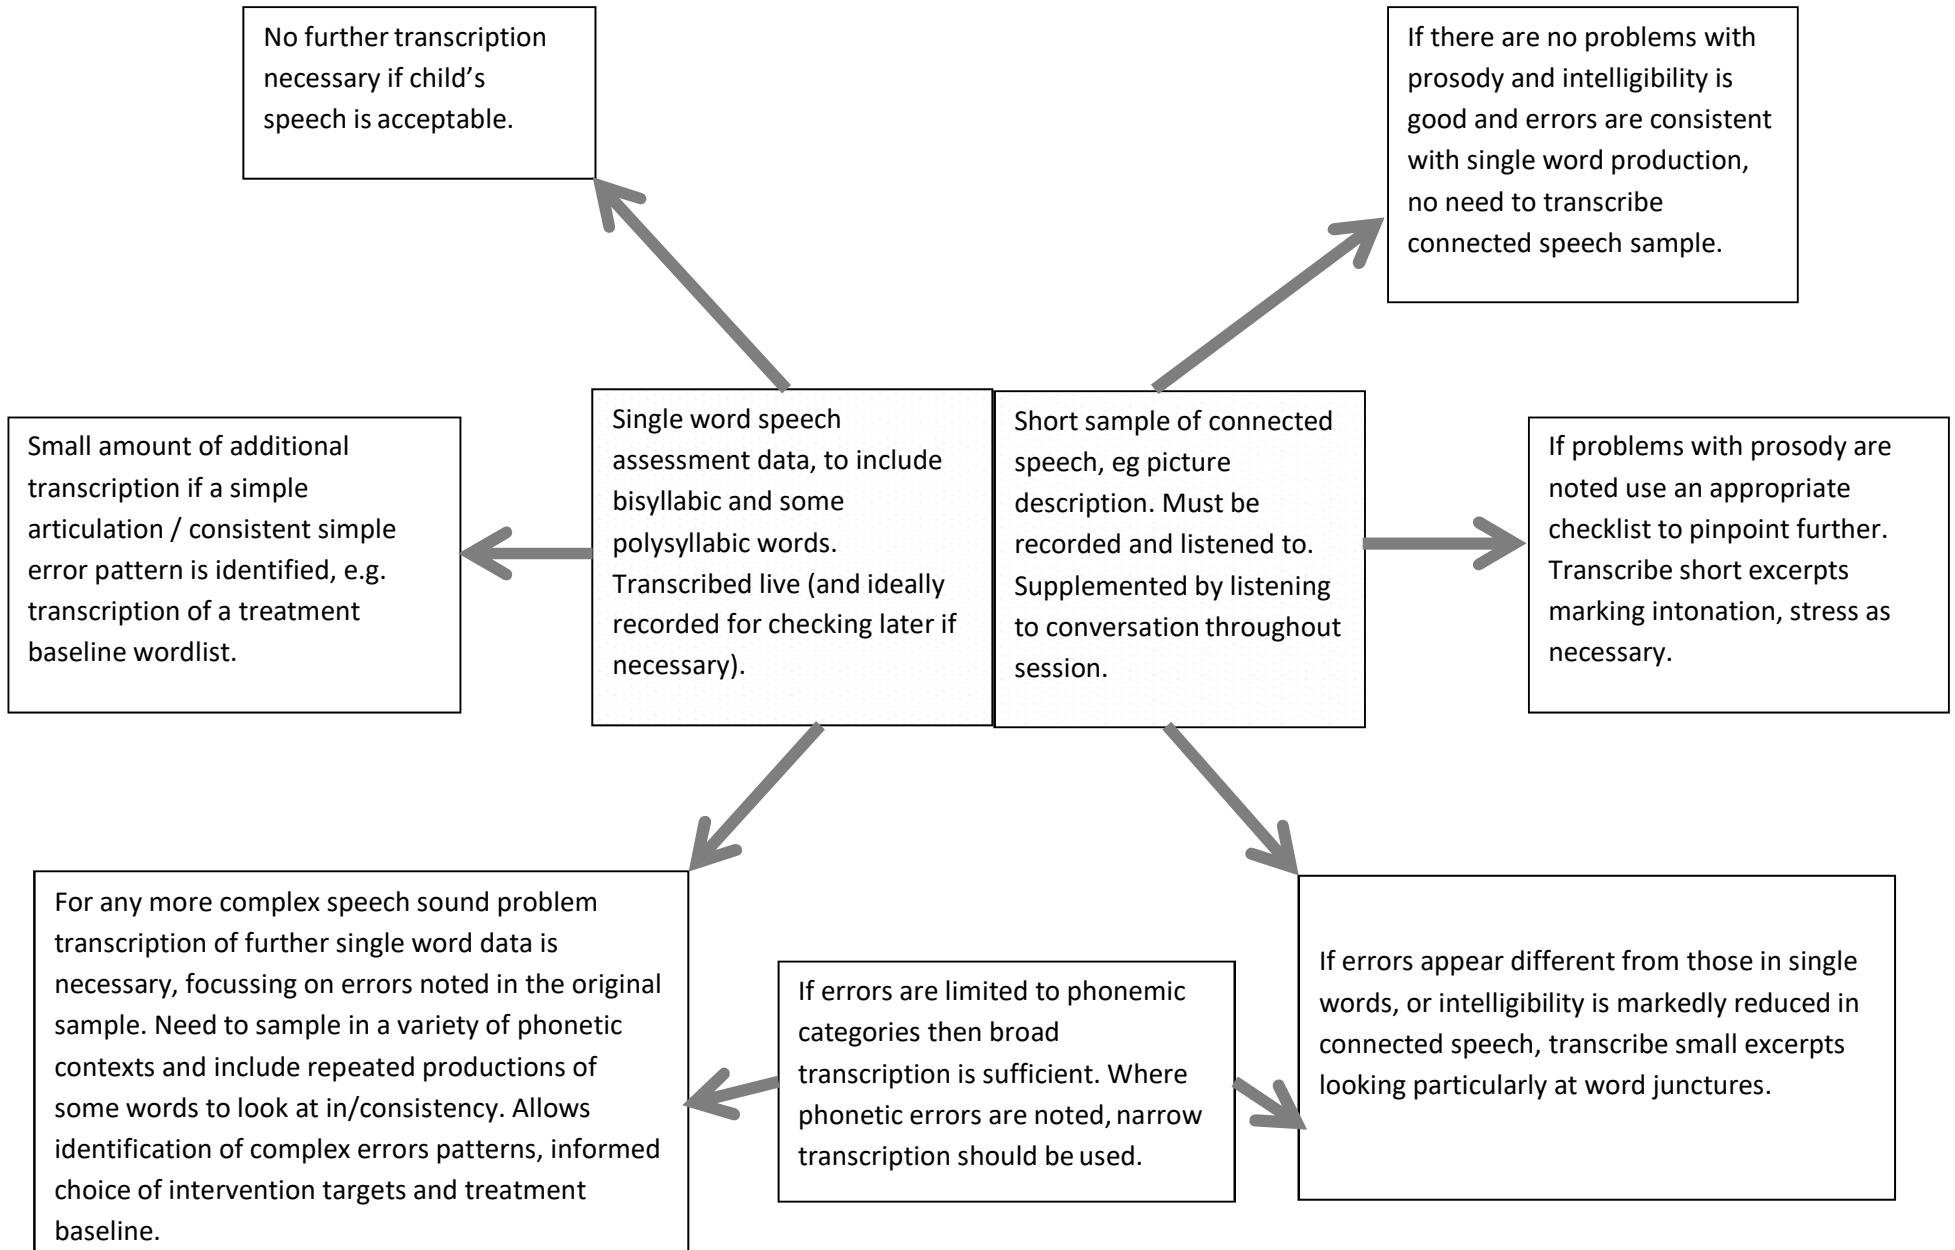 No further transcription
necessary if child’s
speech is acceptable.
If there are no problems with
prosody and intelligibility is
good and errors are consistent
with single word production,
no need to transcribe
connected speech sample.
Small amount of additional
transcription if a simple
articulation / consistent simple
error pattern is identified, e.g.
transcription of a treatment
baseline wordlist.
Single word speech
assessment data, to include
bisyllabic and some
polysyllabic words.
Transcribed live (and ideally
recorded for checking later if
necessary).
Short sample of connected
speech, eg picture
description. Must be
recorded and listened to.
Supplemented by listening
to conversation throughout
session.
If problems with prosody are
noted use an appropriate
checklist to pinpoint further.
Transcribe short excerpts
marking intonation, stress as
necessary.
For any more complex speech sound problem
transcription of further single word data is
necessary, focussing on errors noted in the original
sample. Need to sample in a variety of phonetic
contexts and include repeated productions of
some words to look at in/consistency. Allows
identification of complex errors patterns, informed
choice of intervention targets and treatment
baseline.
If errors are limited to phonemic
categories then broad
transcription is sufficient. Where
phonetic errors are noted, narrow
transcription should be used.
If errors appear different from those in single
words, or intelligibility is markedly reduced in
connected speech, transcribe small excerpts
looking particularly at word junctures.